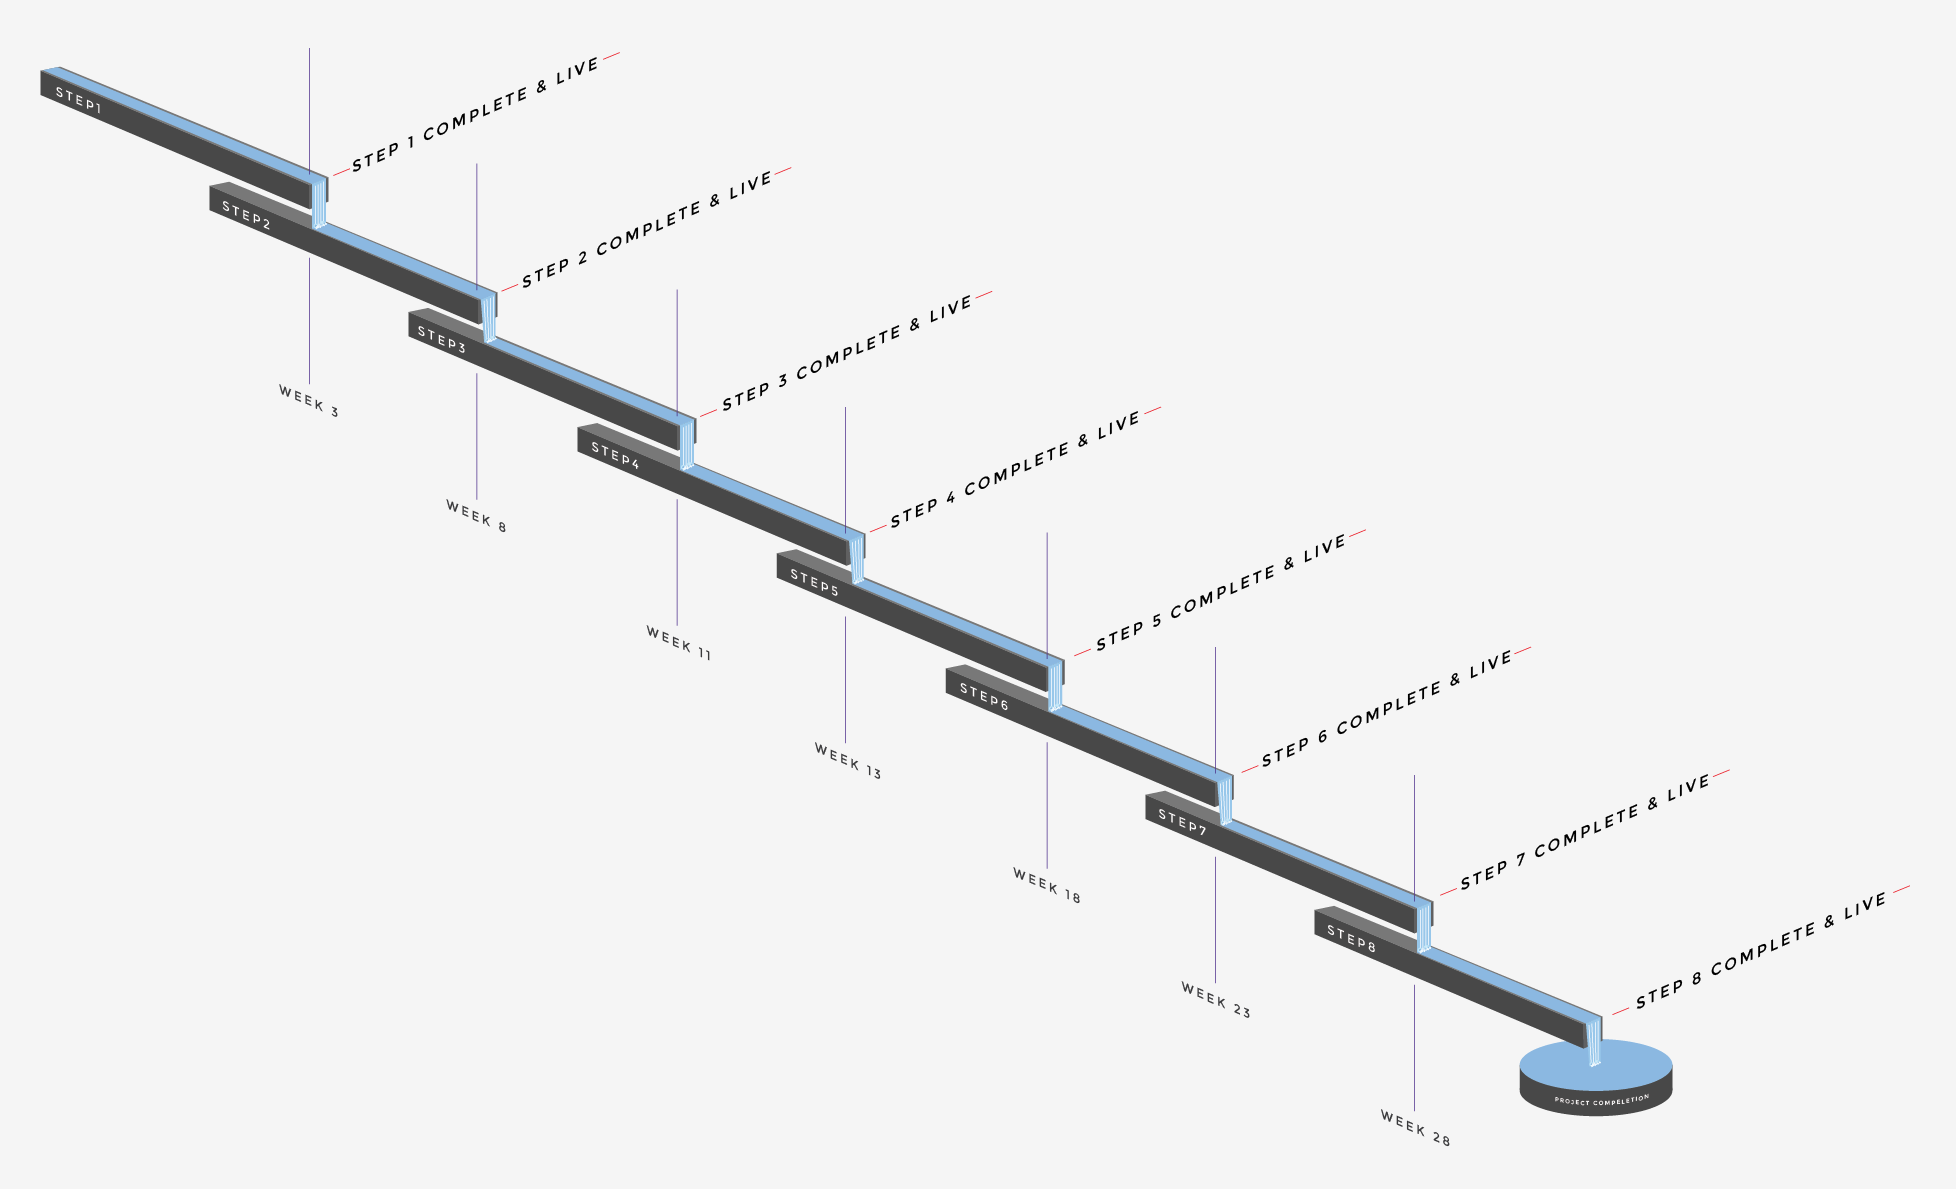 STEP1
STEP 1 COMPLETE & LIVE
STEP2
STEP 2 COMPLETE & LIVE
STEP3
STEP 3 COMPLETE & LIVE
WEEK 3
STEP4
STEP 4 COMPLETE & LIVE
WEEK 8
STEP5
STEP 5 COMPLETE & LIVE
WEEK 11
STEP6
STEP 6 COMPLETE & LIVE
WEEK 13
STEP7
STEP 7 COMPLETE & LIVE
WEEK 18
STEP8
STEP 8 COMPLETE & LIVE
WEEK 23
PROJECT COMPELETION
WEEK 28